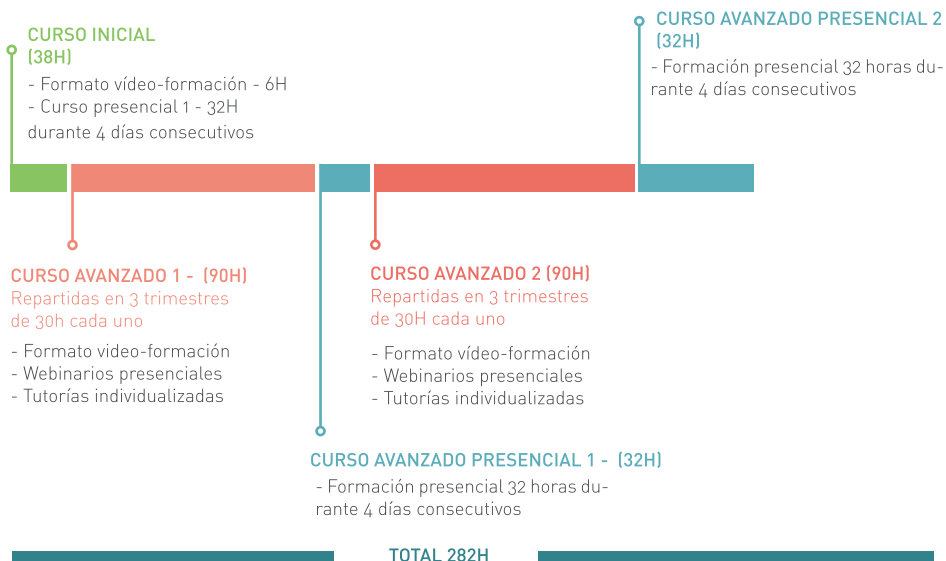 CURSO INICIAL
(38H)
- Formato vídeo-formación - 6H
- Curso presencial 1 - 32H
durante 4 días consecutivos
CURSO AVANZADO PRESENCIAL 2
(32H)
- Formación presencial 32 horas du-
rante 4 días consecutivos
CURSO AVANZADO 1 - (90H)
Repartidas en 3 trimestres
de 30h cada uno
- Formato video-formación
- Webinarios presenciales
- Tutorías individualizadas
CURSO AVANZADO 2 (90H)
Repartidas en 3 trimestres
de 30H cada uno
- Formato vídeo-formación
- Webinarios presenciales
- Tutorías individualizadas
CURSO AVANZADO PRESENCIAL 1 - (32H)
- Formación presencial 32 horas du-
rante 4 días consecutivos
TOTAL 282H